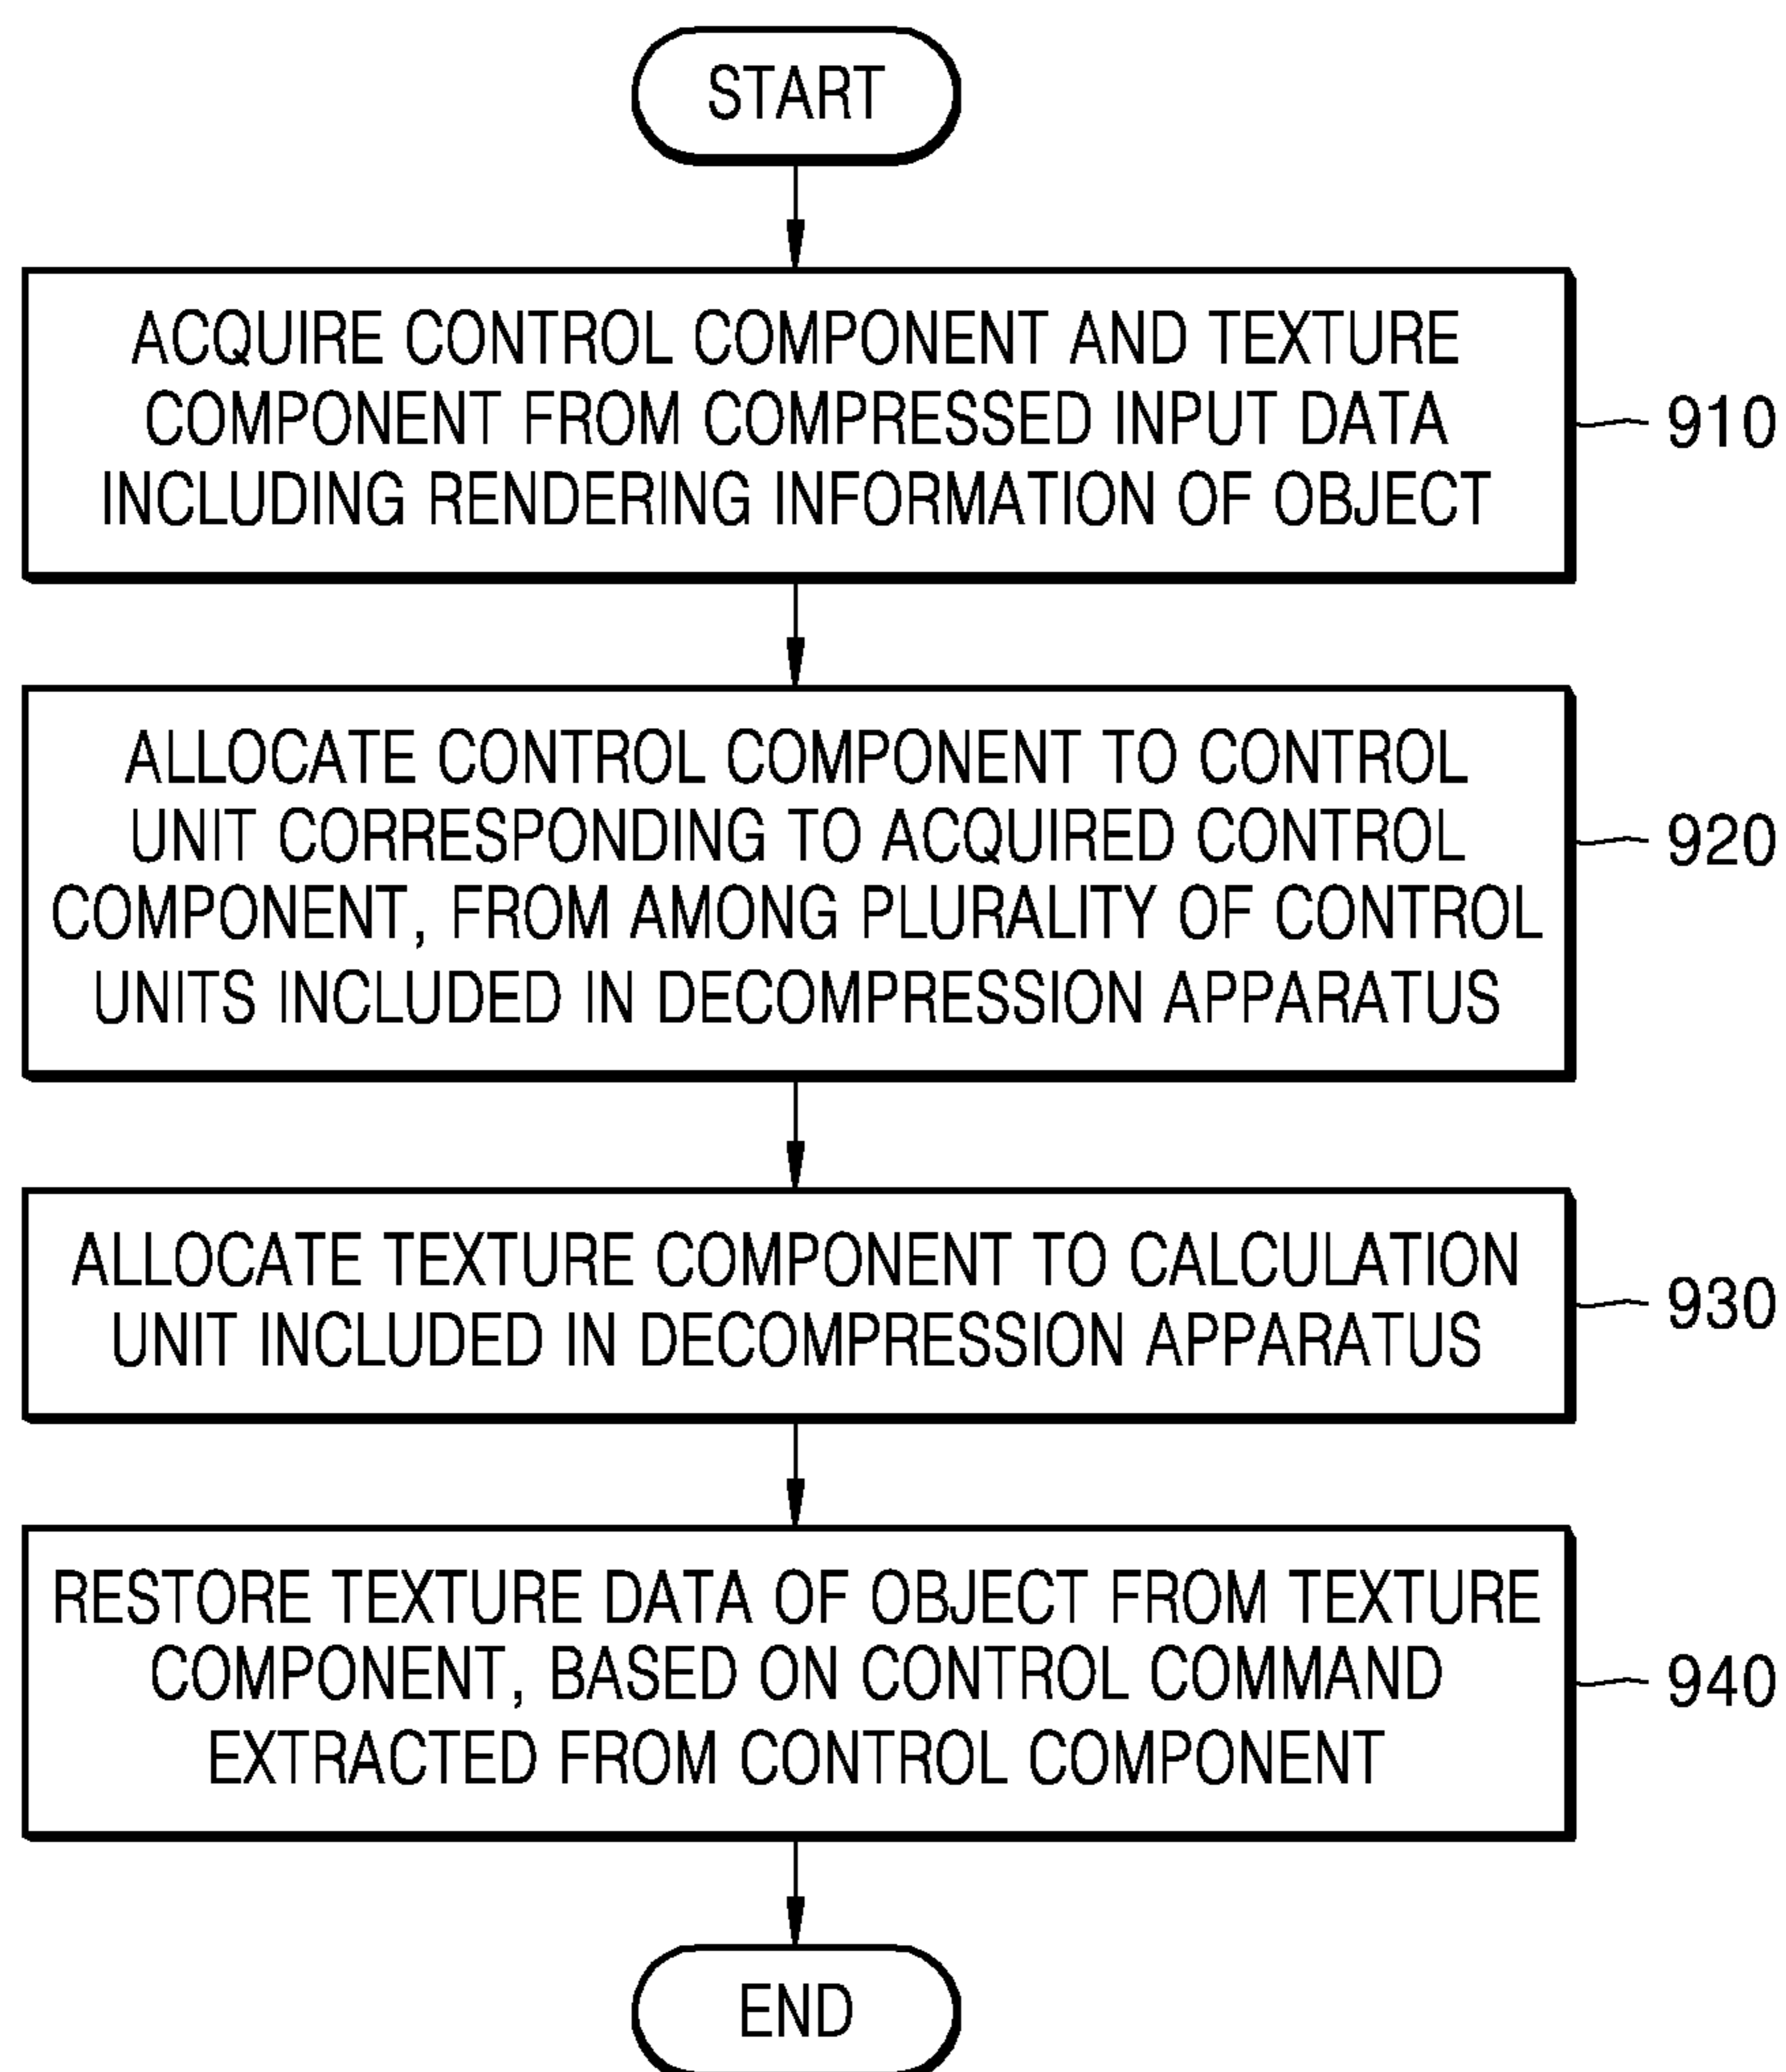 START
ACQUIRE CONTROL COMPONENT AND TEXTURE
COMPONENT FROM COMPRESSED INPUT DATA
INCLUDING RENDERING INFORMATION OF OBJECT
910
ALLOCATE CONTROL COMPONENT TO CONTROL
UNIT CORRESPONDING TO ACQUIRED CONTROL
COMPONENT, FROM AMONG PLURALITY OF CONTROL
UNITS INCLUDED IN DECOMPRESSION APPARATUS
920
ALLOCATE TEXTURE COMPONENT TO CALCULATION
UNIT INCLUDED IN DECOMPRESSION APPARATUS
930
RESTORE TEXTURE DATA OF OBJECT FROM TEXTURE
COMPONENT, BASED ON CONTROL COMMAND
EXTRACTED FROM CONTROL COMPONENT
940
END